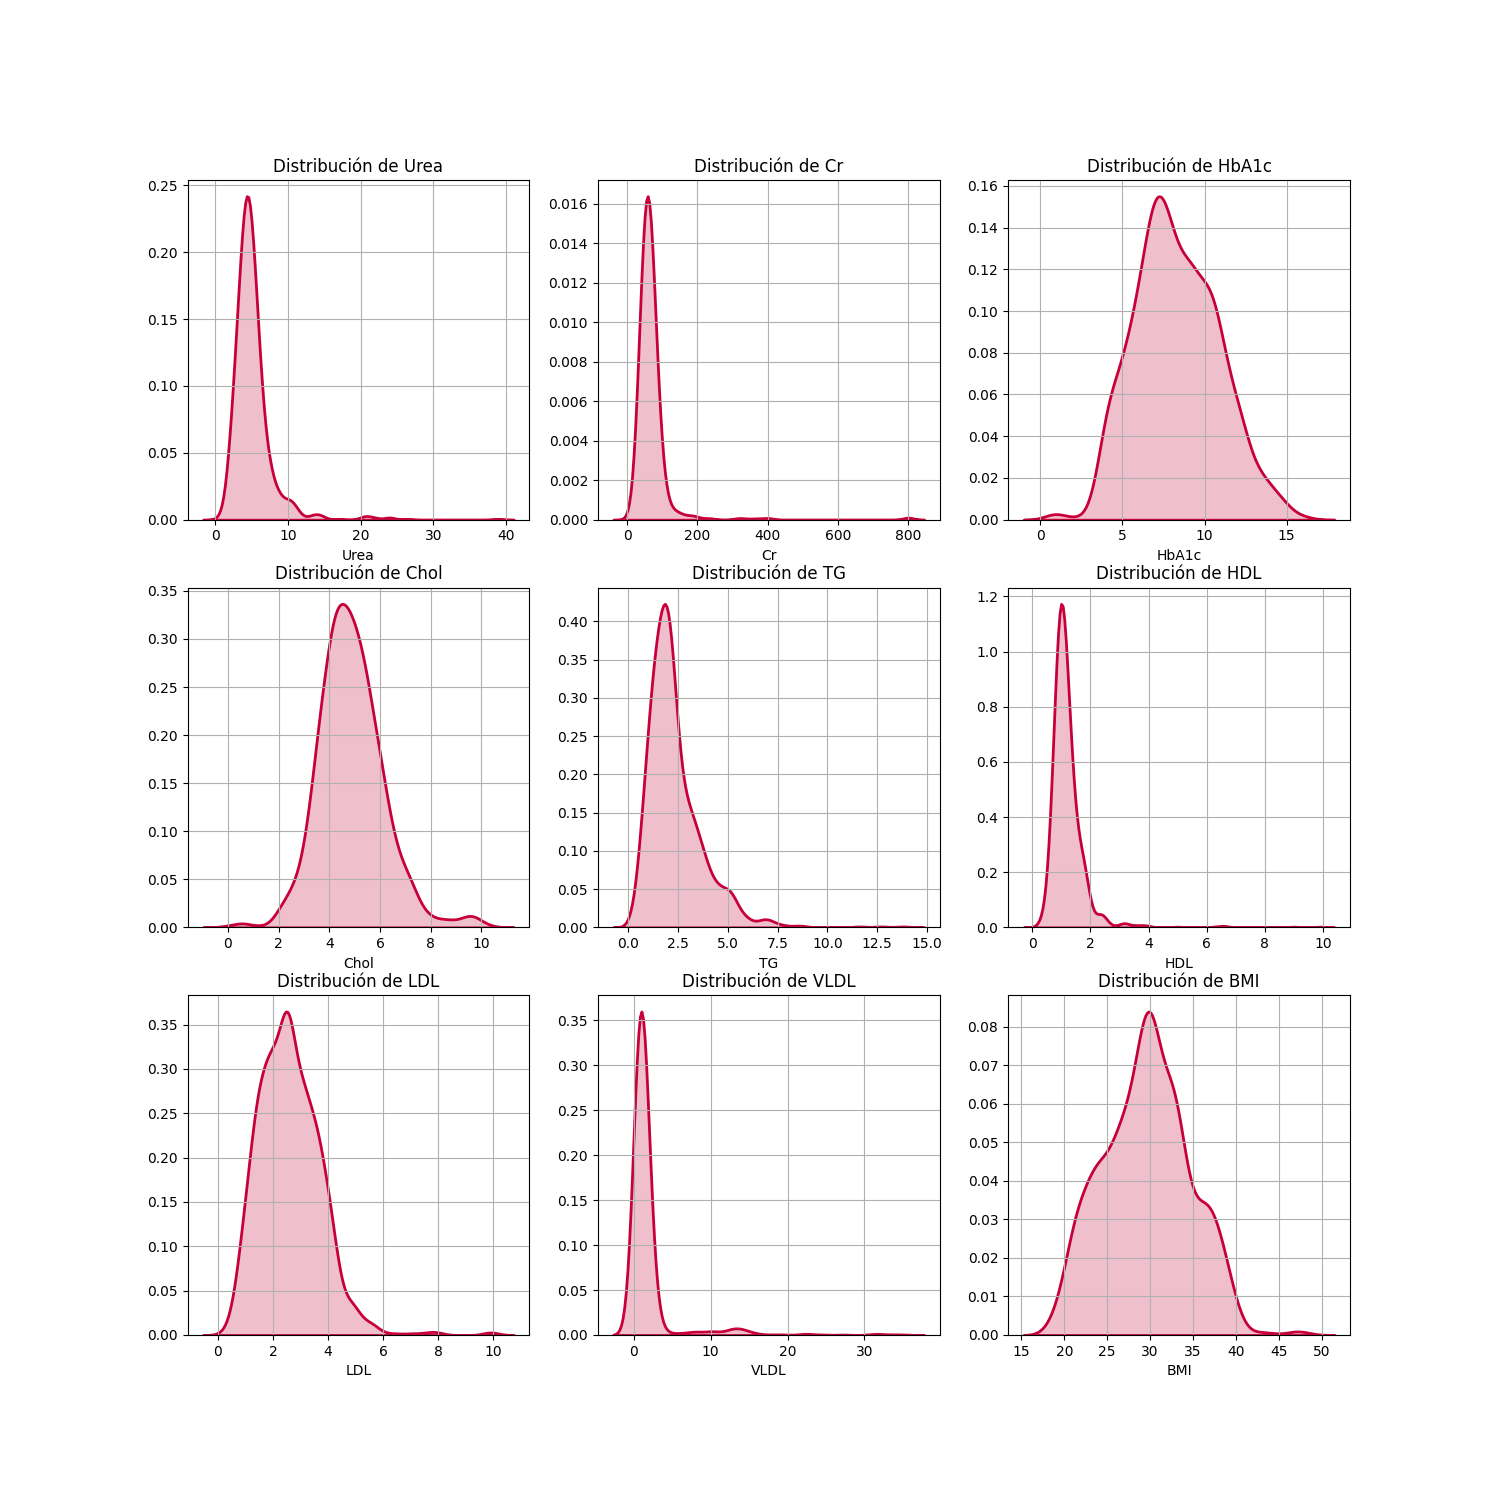 Distribución de Urea
0.25
0.20
0.15
0.10
0.05
0.00
0 10 20 30 40
Urea
Distribución de Cr
0.016
0.014
0.012
0.010
0.008
0.006
0.004
0.002
0.000
0 200 400 600 800
Cr
Distribución de HbA1c
0.16
0.14
0.12
0.10
0.08
0.06
0.04
0.02
0.00
0 5 10 15
HbA1c
Distribución de Chol
0.35
0.30
0.25
0.20
0.15
0.10
0.05
0.00
0 2 4 6 8 10
Chol
Distribución de TG
0.40
0.35
0.30
0.25
0.20
0.15
0.10
0.05
0.00
0.0 2.5 5.0 7.5 10.0 12.5 15.0
TG
Distribución de HDL
1.2
1.0
0.8
0.6
0.4
0.2
0.0
0 2 4 6 8 10
HDL
Distribución de LDL
0.35
0.30
0.25
0.20
0.15
0.10
0.05
0.00
0 2 4 6 8 10
LDL
Distribución de VLDL
0.35
0.30
0.25
0.20
0.15
0.10
0.05
0.00
0 10 20 30
VLDL
Distribución de BMI
0.08
0.07
0.06
0.05
0.04
0.03
0.02
0.01
0.00
15 20 25 30 35 40 45 50
BMI